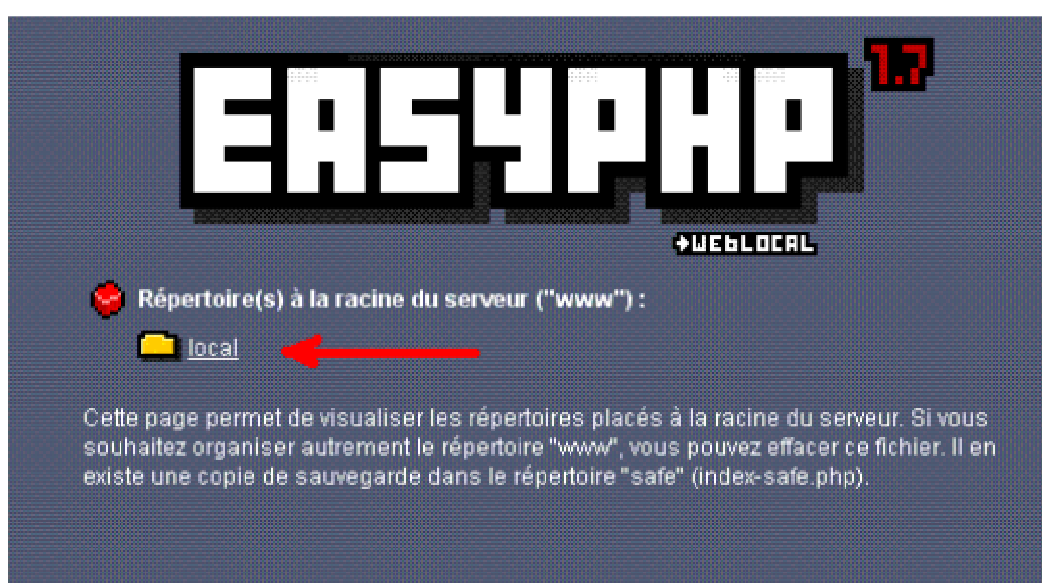 EASYPHP
1.7
WEBLOCAL
Répertoire(s) à la racine du serveur ("www") :
local
Cette page permet de visualiser les répertoires placés à la racine du serveur. Si vous
souhaitez organiser autrement le répertoire "www", vous pouvez effacer ce fichier. Il en
existe une copie de sauvegarde dans le répertoire "safe" (index-safe.php).